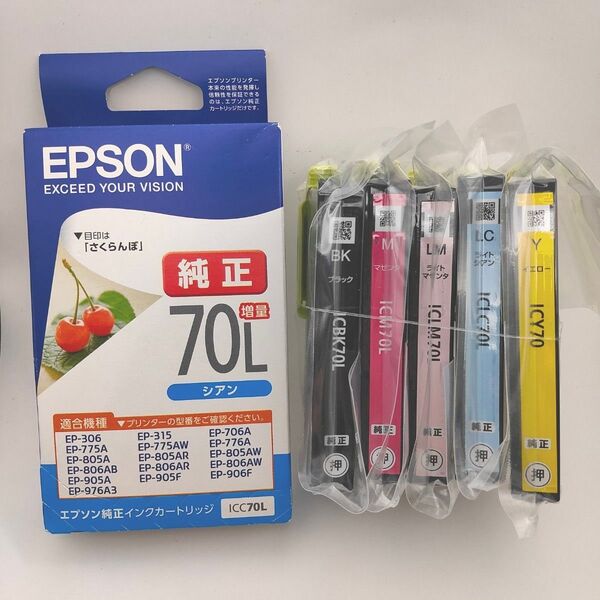 エプソンプリンター
本来の性能を発揮し
信頼性を保証できる
のは、エプソン純正
カートリッジだけです。
EPSON®
EXCEED YOUR VISION
▼目印は
「さくらんぼ」
純正
70L 増量
シアン
適合機種 ▼プリンターの型番をご確認ください。
EP-306 EP-315 EP-706A
EP-775A EP-775AW EP-776A
EP-805A EP-805AR EP-805AW
EP-806AB EP-806AR EP-806AW
EP-905A EP-905F EP-906F
EP-976A3
エプソン純正インクカートリッジ ICC70L
BK
ブラック
ICBK70L
純正
押
M
マゼンタ
ICM70L
純正
押
LM
ライト
マゼンタ
ICLM70L
純正
押
LC
ライト
シアン
ICLC70L
純正
押
Y
イエロー
ICY70
純正
押